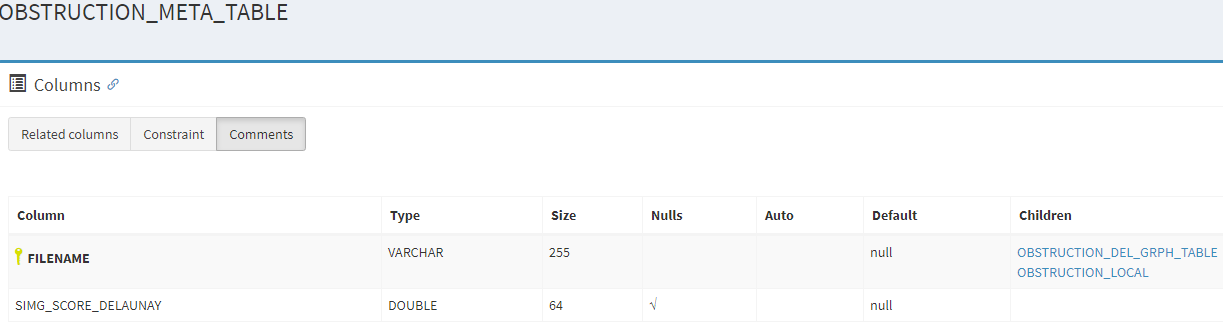 OBSTRUCTION_META_TABLE
Columns
Related columns Constraint Comments
Column Type Size Nulls Auto Default Children
FILENAME VARCHAR 255 null OBSTRUCTION_DEL_GRPH_TABLE
OBSTRUCTION_LOCAL
SIMG_SCORE_DELAUNAY DOUBLE 64 √ null